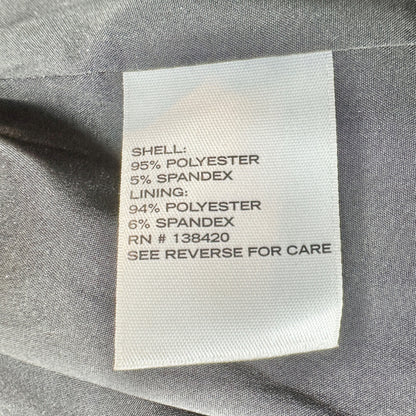 SHELL:
95% POLYESTER
5% SPANDEX
LINING:
94% POLYESTER
6% SPANDEX
RN # 138420
SEE REVERSE FOR CARE